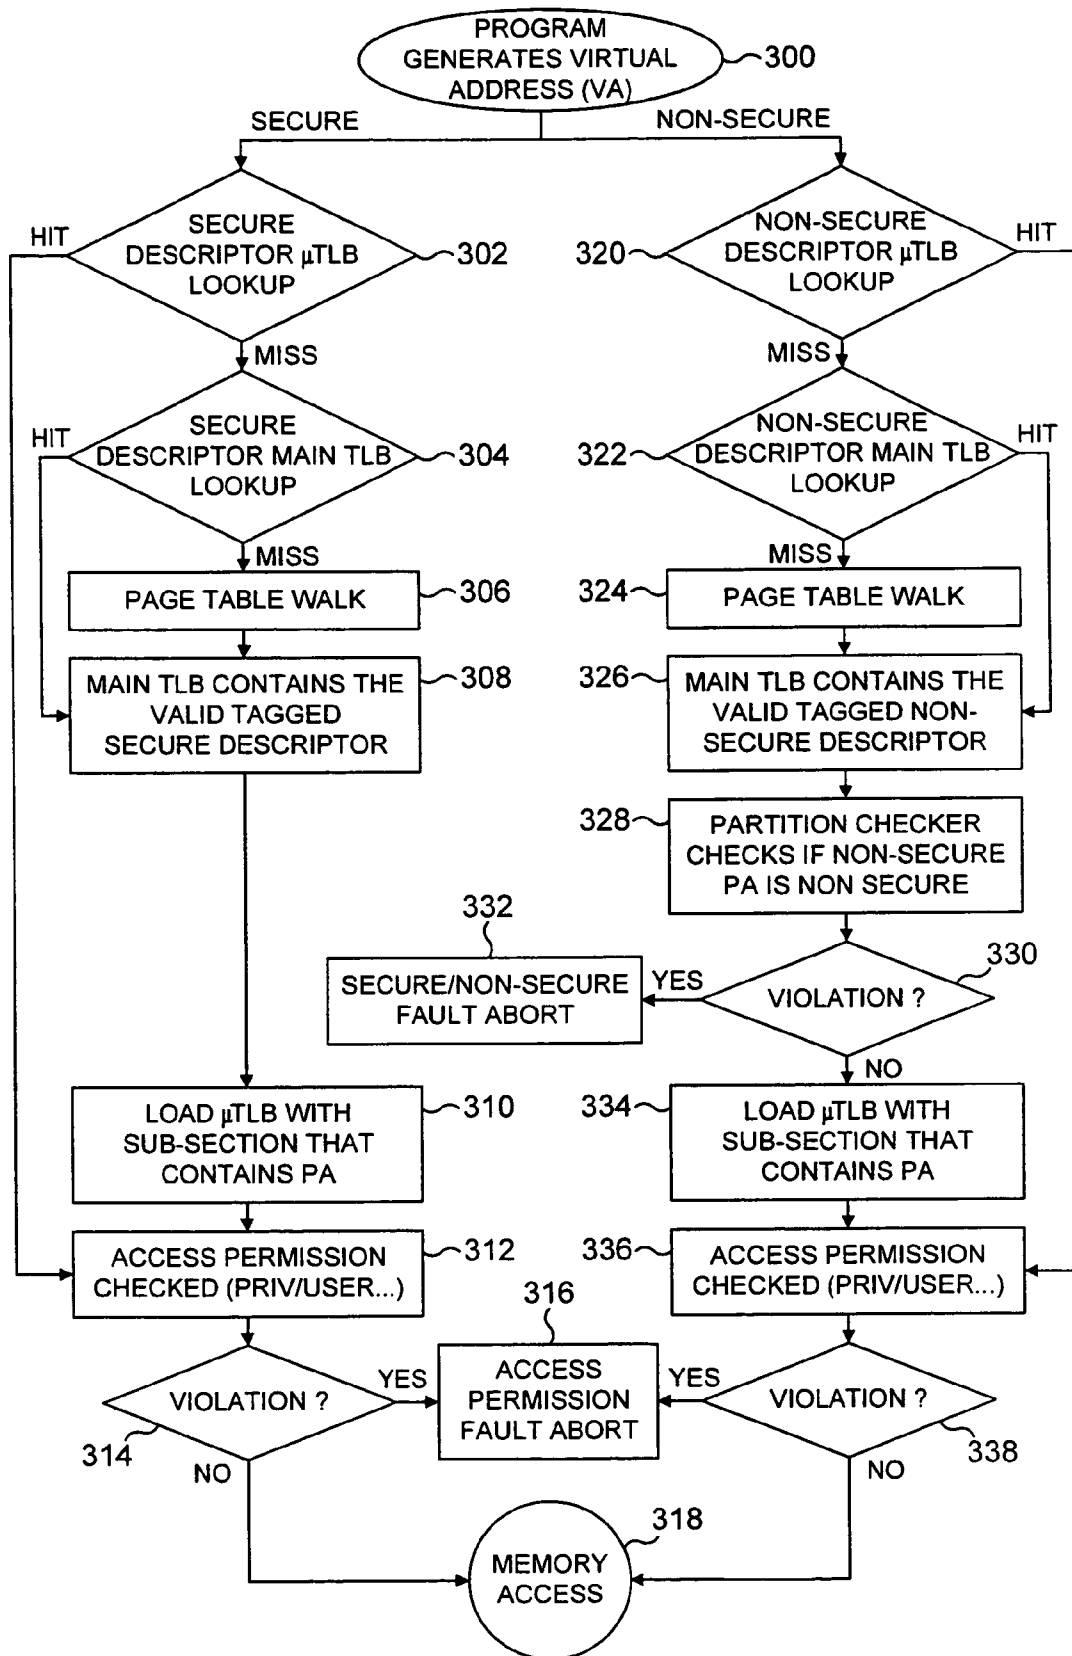 PROGRAM
GENERATES VIRTUAL
ADDRESS (VA)
300
SECURE
NON-SECURE
HIT
SECURE
DESCRIPTOR µTLB
LOOKUP
302
320
NON-SECURE
DESCRIPTOR µTLB
LOOKUP
HIT
MISS
MISS
HIT
SECURE
DESCRIPTOR MAIN TLB
LOOKUP
304
322
NON-SECURE
DESCRIPTOR MAIN TLB
LOOKUP
HIT
MISS
MISS
PAGE TABLE WALK
306
324
PAGE TABLE WALK
MAIN TLB CONTAINS THE
VALID TAGGED
SECURE DESCRIPTOR
308
326
MAIN TLB CONTAINS THE
VALID TAGGED NON-
SECURE DESCRIPTOR
328
PARTITION CHECKER
CHECKS IF NON-SECURE
PA IS NON SECURE
332
SECURE/NON-SECURE
FAULT ABORT
YES
VIOLATION ?
330
NO
LOAD µTLB WITH
SUB-SECTION THAT
CONTAINS PA
310
334
LOAD µTLB WITH
SUB-SECTION THAT
CONTAINS PA
ACCESS PERMISSION
CHECKED (PRIV/USER...)
312
336
ACCESS PERMISSION
CHECKED (PRIV/USER...)
316
VIOLATION ?
314
YES
ACCESS
PERMISSION
FAULT ABORT
YES
VIOLATION ?
338
NO
NO
318
MEMORY
ACCESS